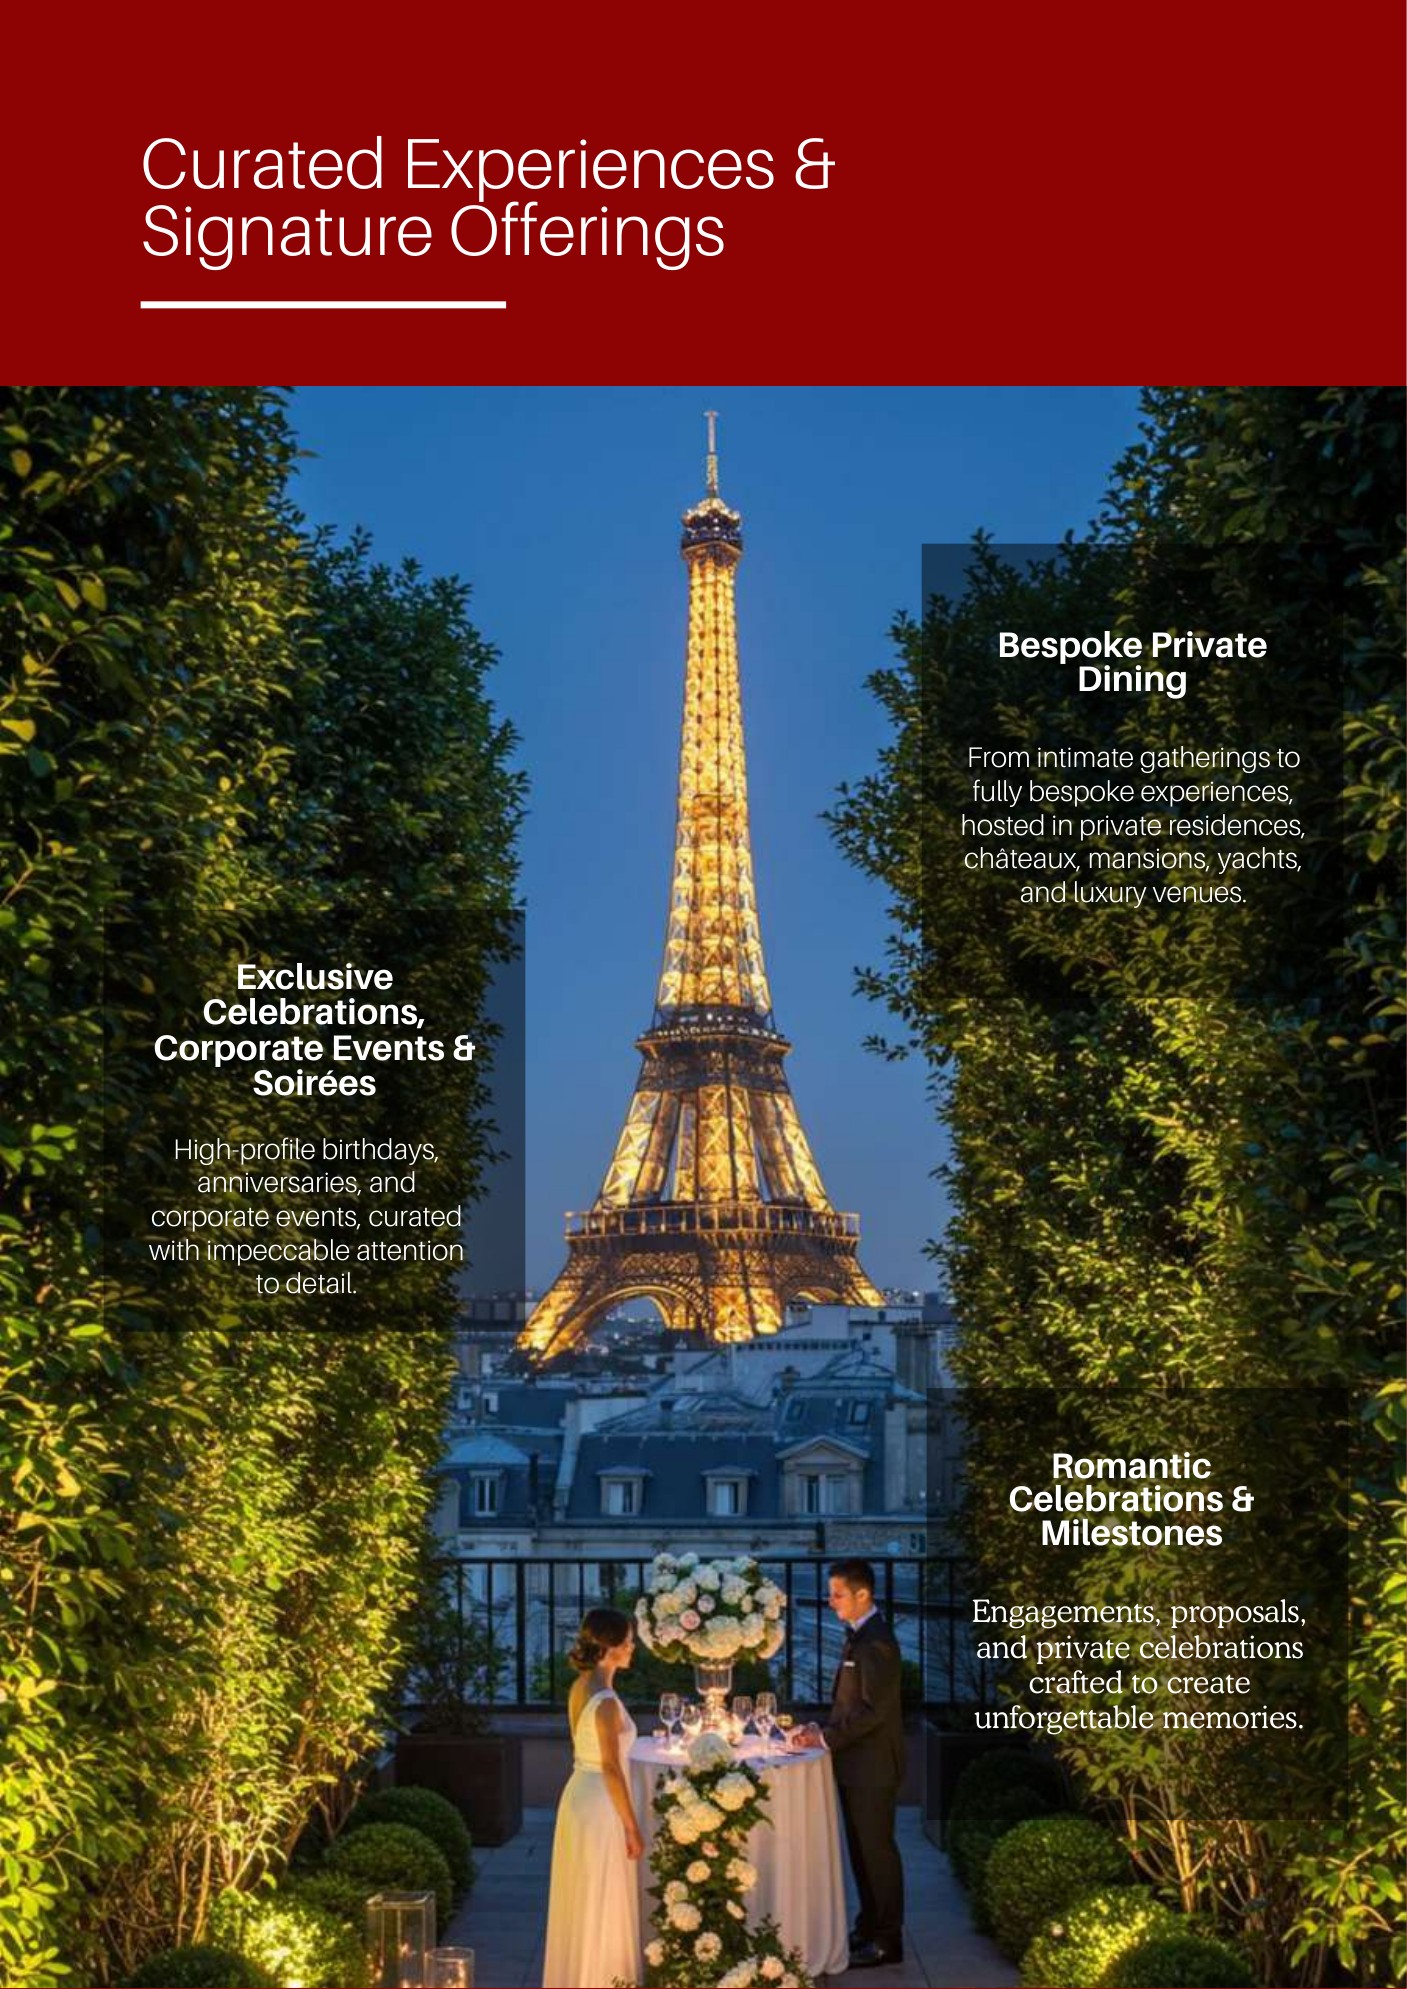 Curated Experiences &
Signature Offerings
Bespoke Private
Dining
From intimate gatherings to
fully bespoke experiences,
hosted in private residences,
châteaux, mansions, yachts,
and luxury venues.
Exclusive
Celebrations,
Corporate Events &
Soirées
High-profile birthdays,
anniversaries, and
corporate events, curated
with impeccable attention
to detail.
Romantic
Celebrations &
Milestones
Engagements, proposals,
and private celebrations
crafted to create
unforgettable memories.